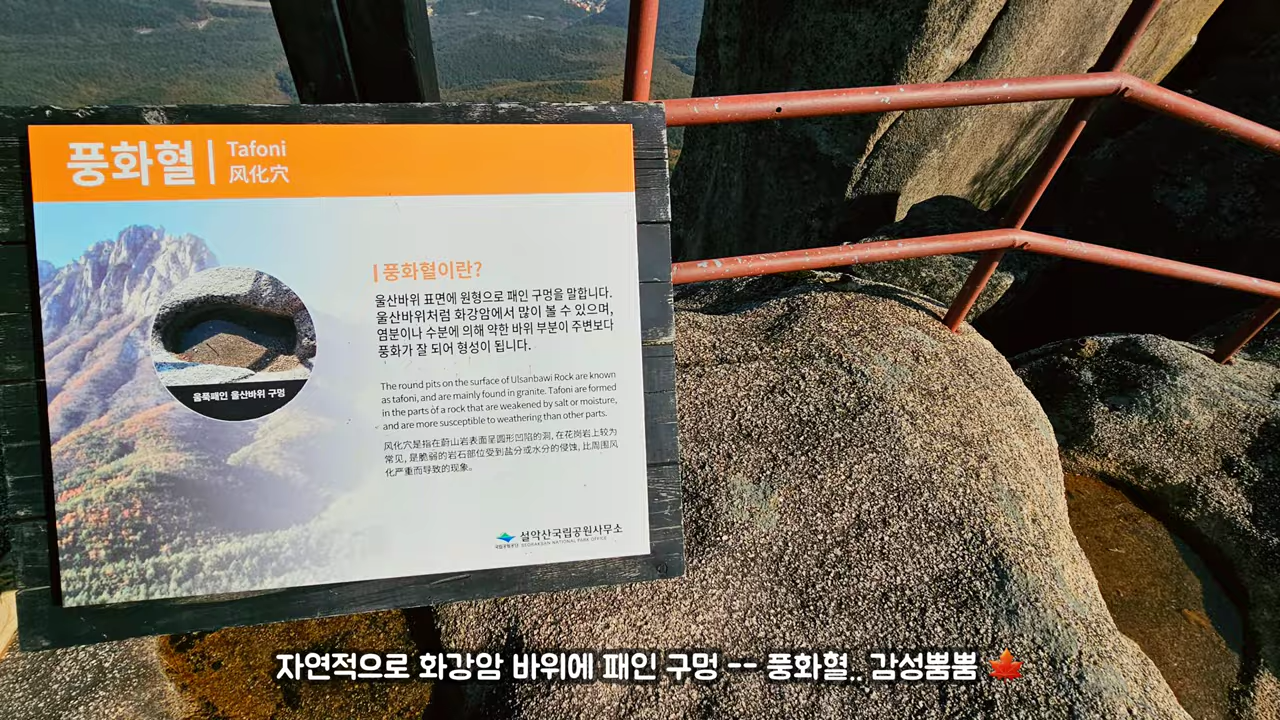 풍화혈
Tafoni
风化穴
풍화혈이란?
울산바위 표면에 원형으로 패인 구멍을 말합니다.
울산바위처럼 화강암에서 많이 볼 수 있으며,
염분이나 수분에 의해 약한 바위 부분이 주변보다
풍화가 잘 되어 형성이 됩니다.
움푹패인 울산바위 구멍
The round pits on the surface of Ulsanbawi Rock are known
as tafoni, and are mainly found in granite. Tafoni are formed
in the parts of a rock that are weakened by salt or moisture,
and are more susceptible to weathering than other parts.
风化穴是指在蔚山岩表面呈圆形凹陷的洞, 在花岗岩上较为
常见, 是脆弱的岩石部位受到盐分或水分的侵蚀, 比周围风
化严重而导致的现象。
국립공원공단
설악산국립공원사무소
SEORAKSAN NATIONAL PARK OFFICE
자연적으로 화강암 바위에 패인 구멍 -- 풍화혈.. 감성뿜뿜 🍁